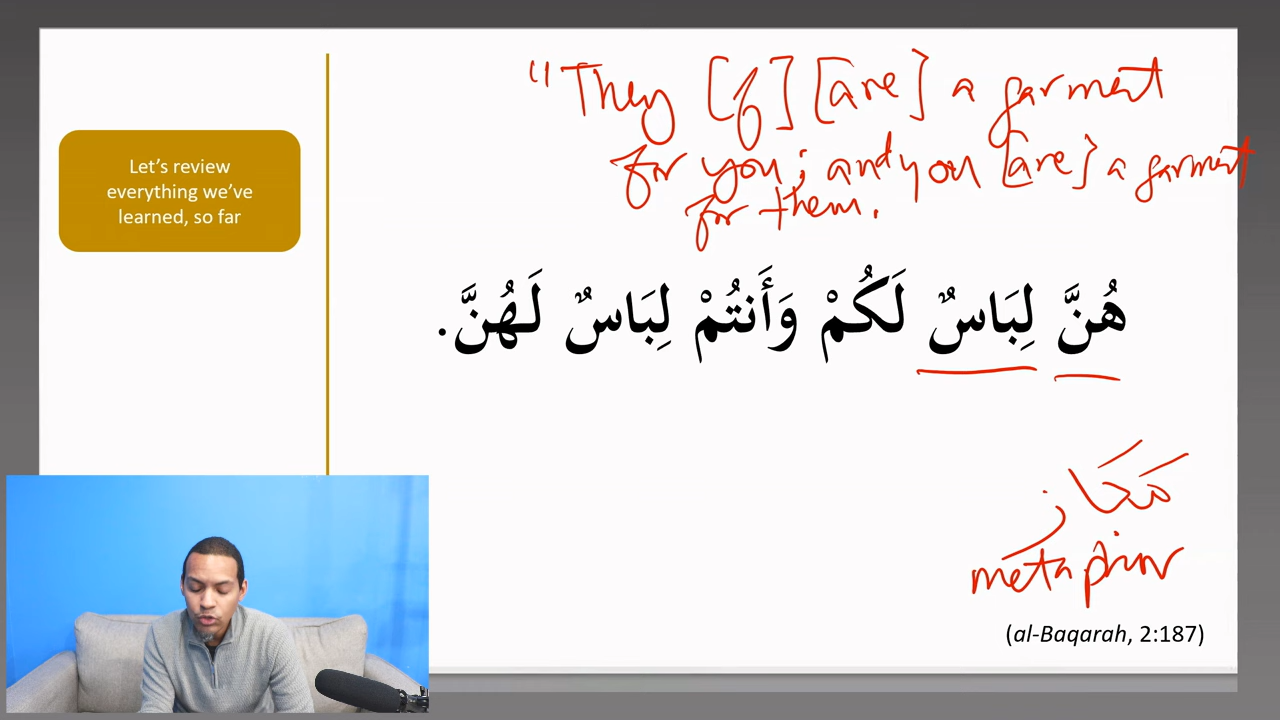 Let's review
everything we've
learned, so far
"They [f] [are] a garment
for you; and you [are] a garment
for them.
هُنَّ لِبَاسٌ لَكُمْ وَأَنتُمْ لِبَاسٌ لَهُنَّ.
مَجَاز
metaphor
(al-Baqarah, 2:187)